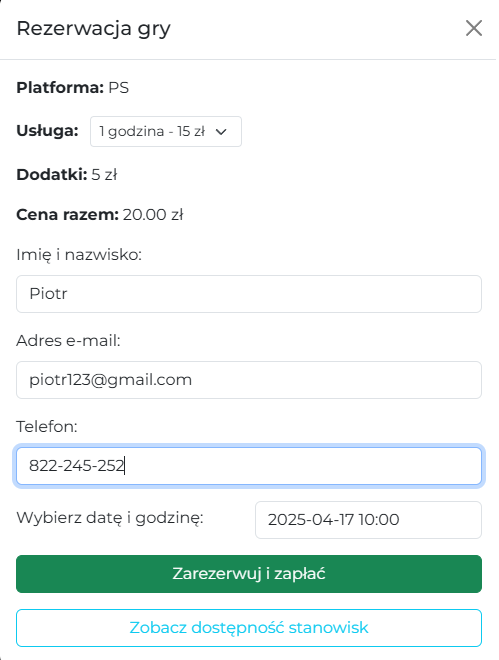 Rezerwacja gry
Platforma: PS
Usługa: 1 godzina - 15 zł
Dodatki: 5 zł
Cena razem: 20.00 zł
Imię i nazwisko:
Piotr
Adres e-mail:
piotr123@gmail.com
Telefon:
822-245-252
Wybierz datę i godzinę: 2025-04-17 10:00
Zarezerwuj i zapłać
Zobacz dostępność stanowisk